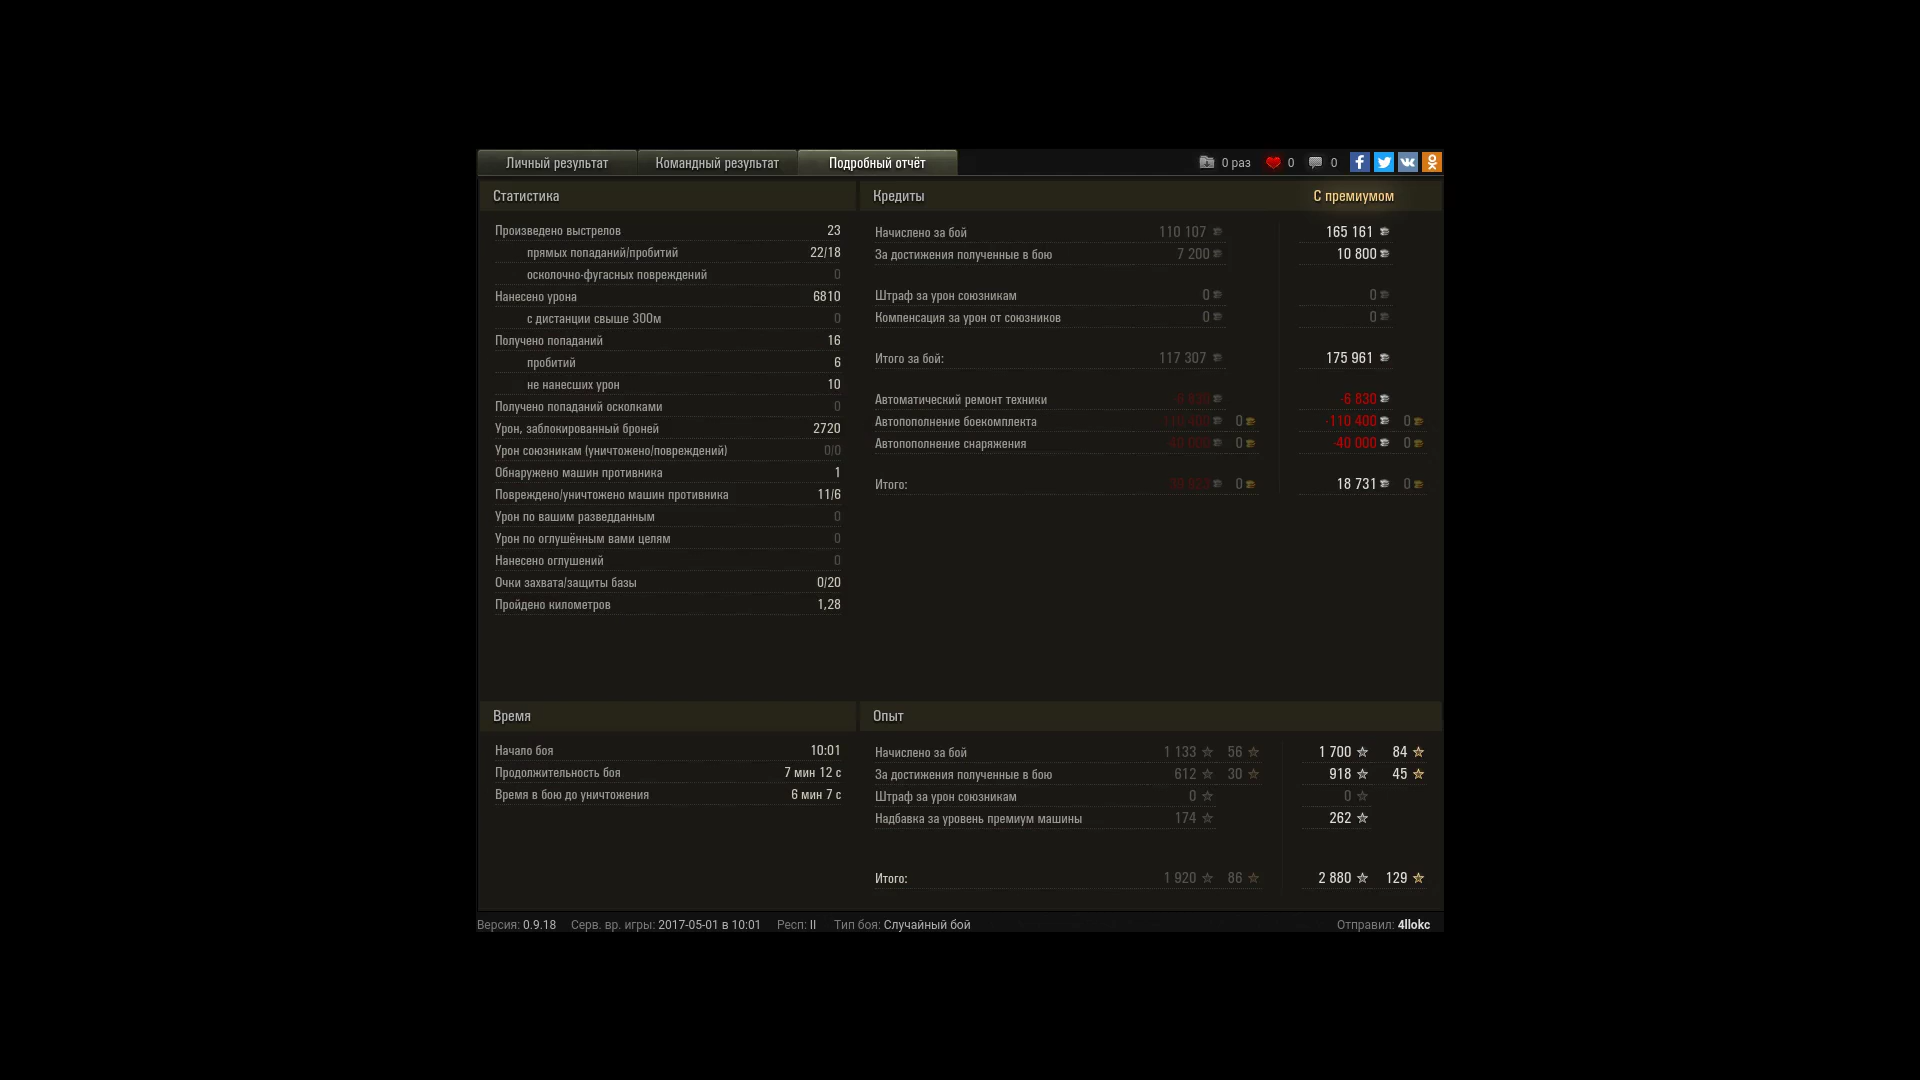 Личный результат Командный результат Подробный отчёт 0 раз 0 0
Статистика
Произведено выстрелов 23
прямых попаданий/пробитий 22/18
осколочно-фугасных повреждений 0
Нанесено урона 6810
с дистанции свыше 300м 0
Получено попаданий 16
пробитий 6
не нанесших урон 10
Получено попаданий осколками 0
Урон, заблокированный броней 2720
Урон союзникам (уничтожено/повреждений) 0/0
Обнаружено машин противника 1
Повреждено/уничтожено машин противника 11/6
Урон по вашим разведданным 0
Урон по оглушённым вами целям 0
Нанесено оглушений 0
Очки захвата/защиты базы 0/20
Пройдено километров 1,28
Кредиты С премиумом
Начислено за бой 110 107 165 161
За достижения полученные в бою 7 200 10 800
Штраф за урон союзникам 0 0
Компенсация за урон от союзников 0 0
Итого за бой: 117 307 175 961
Автоматический ремонт техники -6 830
Автопополнение боекомплекта -110 400 0 -110 400 0
Автопополнение снаряжения -40 000 0 -40 000 0
Итого: 0 18 731 0
Время
Начало боя 10:01
Продолжительность боя 7 мин 12 с
Время в бою до уничтожения 6 мин 7 с
Опыт
Начислено за бой 1 133 56 1 700 84
За достижения полученные в бою 612 30 918 45
Штраф за урон союзникам 0 0
Надбавка за уровень премиум машины 174 262
Итого: 1 920 86 2 880 129
Версия: 0.9.18 Серв. вр. игры: 2017-05-01 в 10:01 Респ: II Тип боя: Случайный бой Отправил: 4llokc